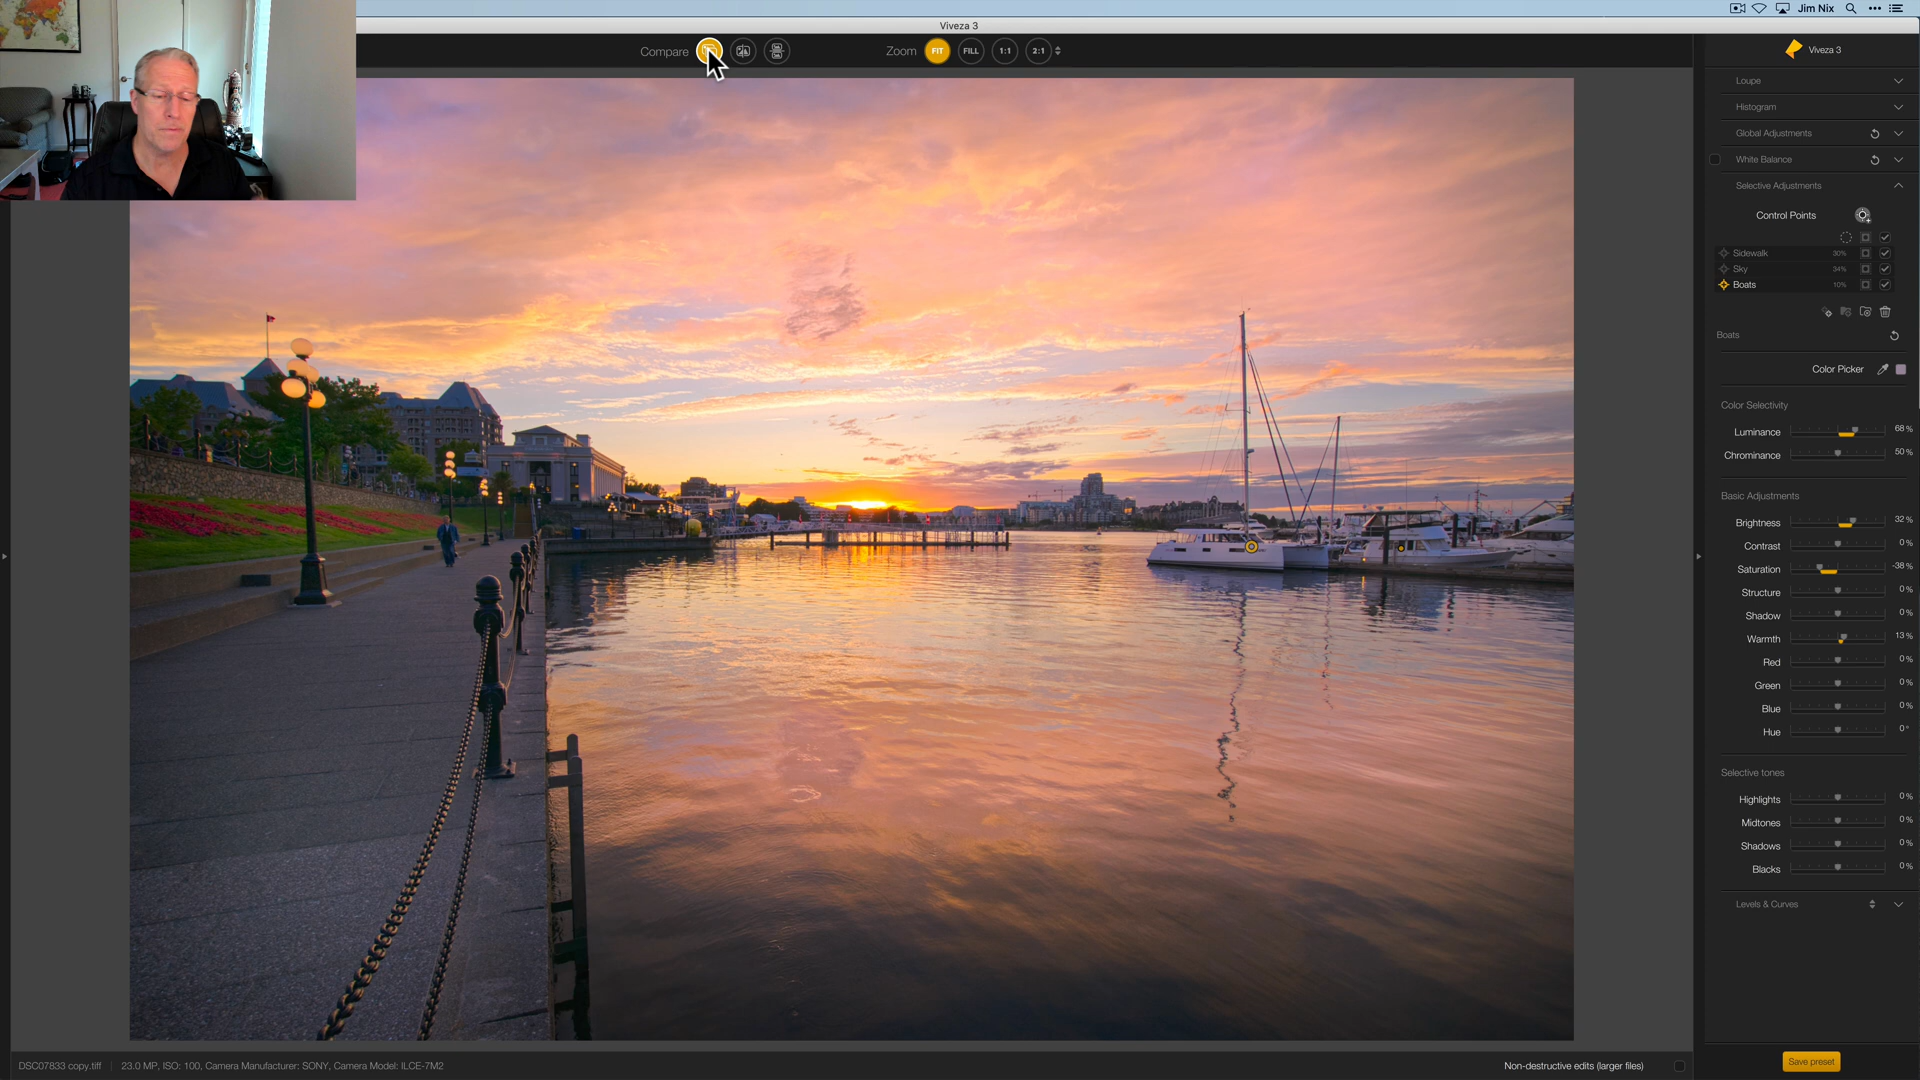 Jim Nix
Viveza 3
Compare
Zoom FIT FILL 1:1 2:1
Viveza 3
Loupe
Histogram
Global Adjustments
White Balance
Selective Adjustments
Control Points
Sidewalk 30%
Sky 34%
Boats 10%
Boats
Color Picker
Color Selectivity
Luminance 68 %
Chrominance 50 %
Basic Adjustments
Brightness 32 %
Contrast 0 %
Saturation -38 %
Structure 0 %
Shadow 0 %
Warmth 13 %
Red 0 %
Green 0 %
Blue 0 %
Hue 0 °
Selective tones
Highlights 0 %
Midtones 0 %
Shadows 0 %
Blacks 0 %
Levels & Curves
DSC07833 copy.tiff | 23.0 MP, ISO: 100, Camera Manufacturer: SONY, Camera Model: ILCE-7M2
Non-destructive edits (larger files)
Save preset